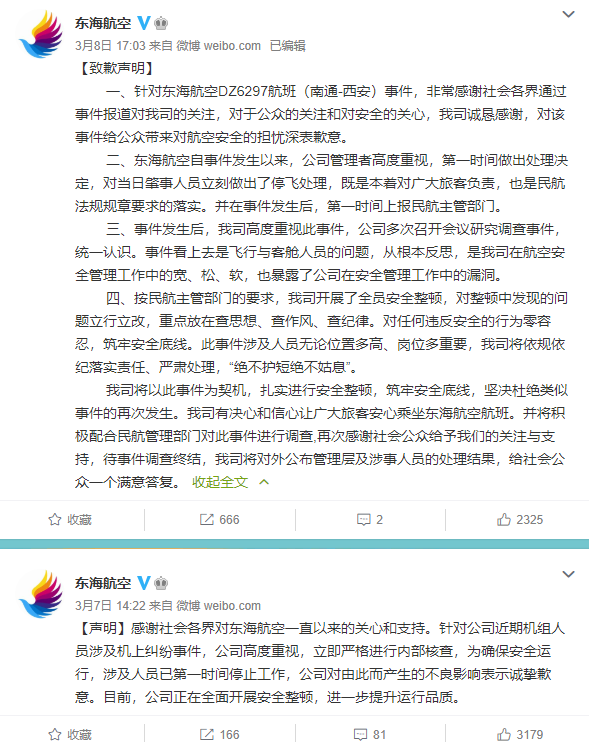 东海航空
3月8日 17:03 来自 微博 weibo.com 已编辑
【致歉声明】
一、针对东海航空DZ6297航班（南通-西安）事件，非常感谢社会各界通过
事件报道对我司的关注，对于公众的关注和对安全的关心，我司诚恳感谢，对该
事件给公众带来对航空安全的担忧深表歉意。
二、东海航空自事件发生以来，公司管理者高度重视，第一时间做出处理决
定，对当日肇事人员立刻做出了停飞处理，既是本着对广大旅客负责，也是民航
法规规章要求的落实。并在事件发生后，第一时间上报民航主管部门。
三、事件发生后，我司高度重视此事件，公司多次召开会议研究调查事件，
统一认识。事件看上去是飞行与客舱人员的问题，从根本反思，是我司在航空安
全管理工作中的宽、松、软，也暴露了公司在安全管理工作中的漏洞。
四、按民航主管部门的要求，我司开展了全员安全整顿，对整顿中发现的问
题立行立改，重点放在查思想、查作风、查纪律。对任何违反安全的行为零容
忍，筑牢安全底线。此事件涉及人员无论位置多高、岗位多重要，我司将依规依
纪落实责任、严肃处理，“绝不护短绝不姑息”。
我司将以此事件为契机，扎实进行安全整顿，筑牢安全底线，坚决杜绝类似
事件的再次发生。我司有决心和信心让广大旅客安心乘坐东海航空航班。并将积
极配合民航管理部门对此事件进行调查,再次感谢社会公众给予我们的关注与支
持，待事件调查终结，我司将对外公布管理层及涉事人员的处理结果，给社会公
众一个满意答复。 收起全文
收藏 666 2 2325
东海航空
3月7日 14:22 来自 微博 weibo.com
【声明】感谢社会各界对东海航空一直以来的关心和支持。针对公司近期机组人
员涉及机上纠纷事件，公司高度重视，立即严格进行内部核查，为确保安全运
行，涉及人员已第一时间停止工作，公司对由此而产生的不良影响表示诚挚歉
意。目前，公司正在全面开展安全整顿，进一步提升运行品质。
收藏 166 81 3179